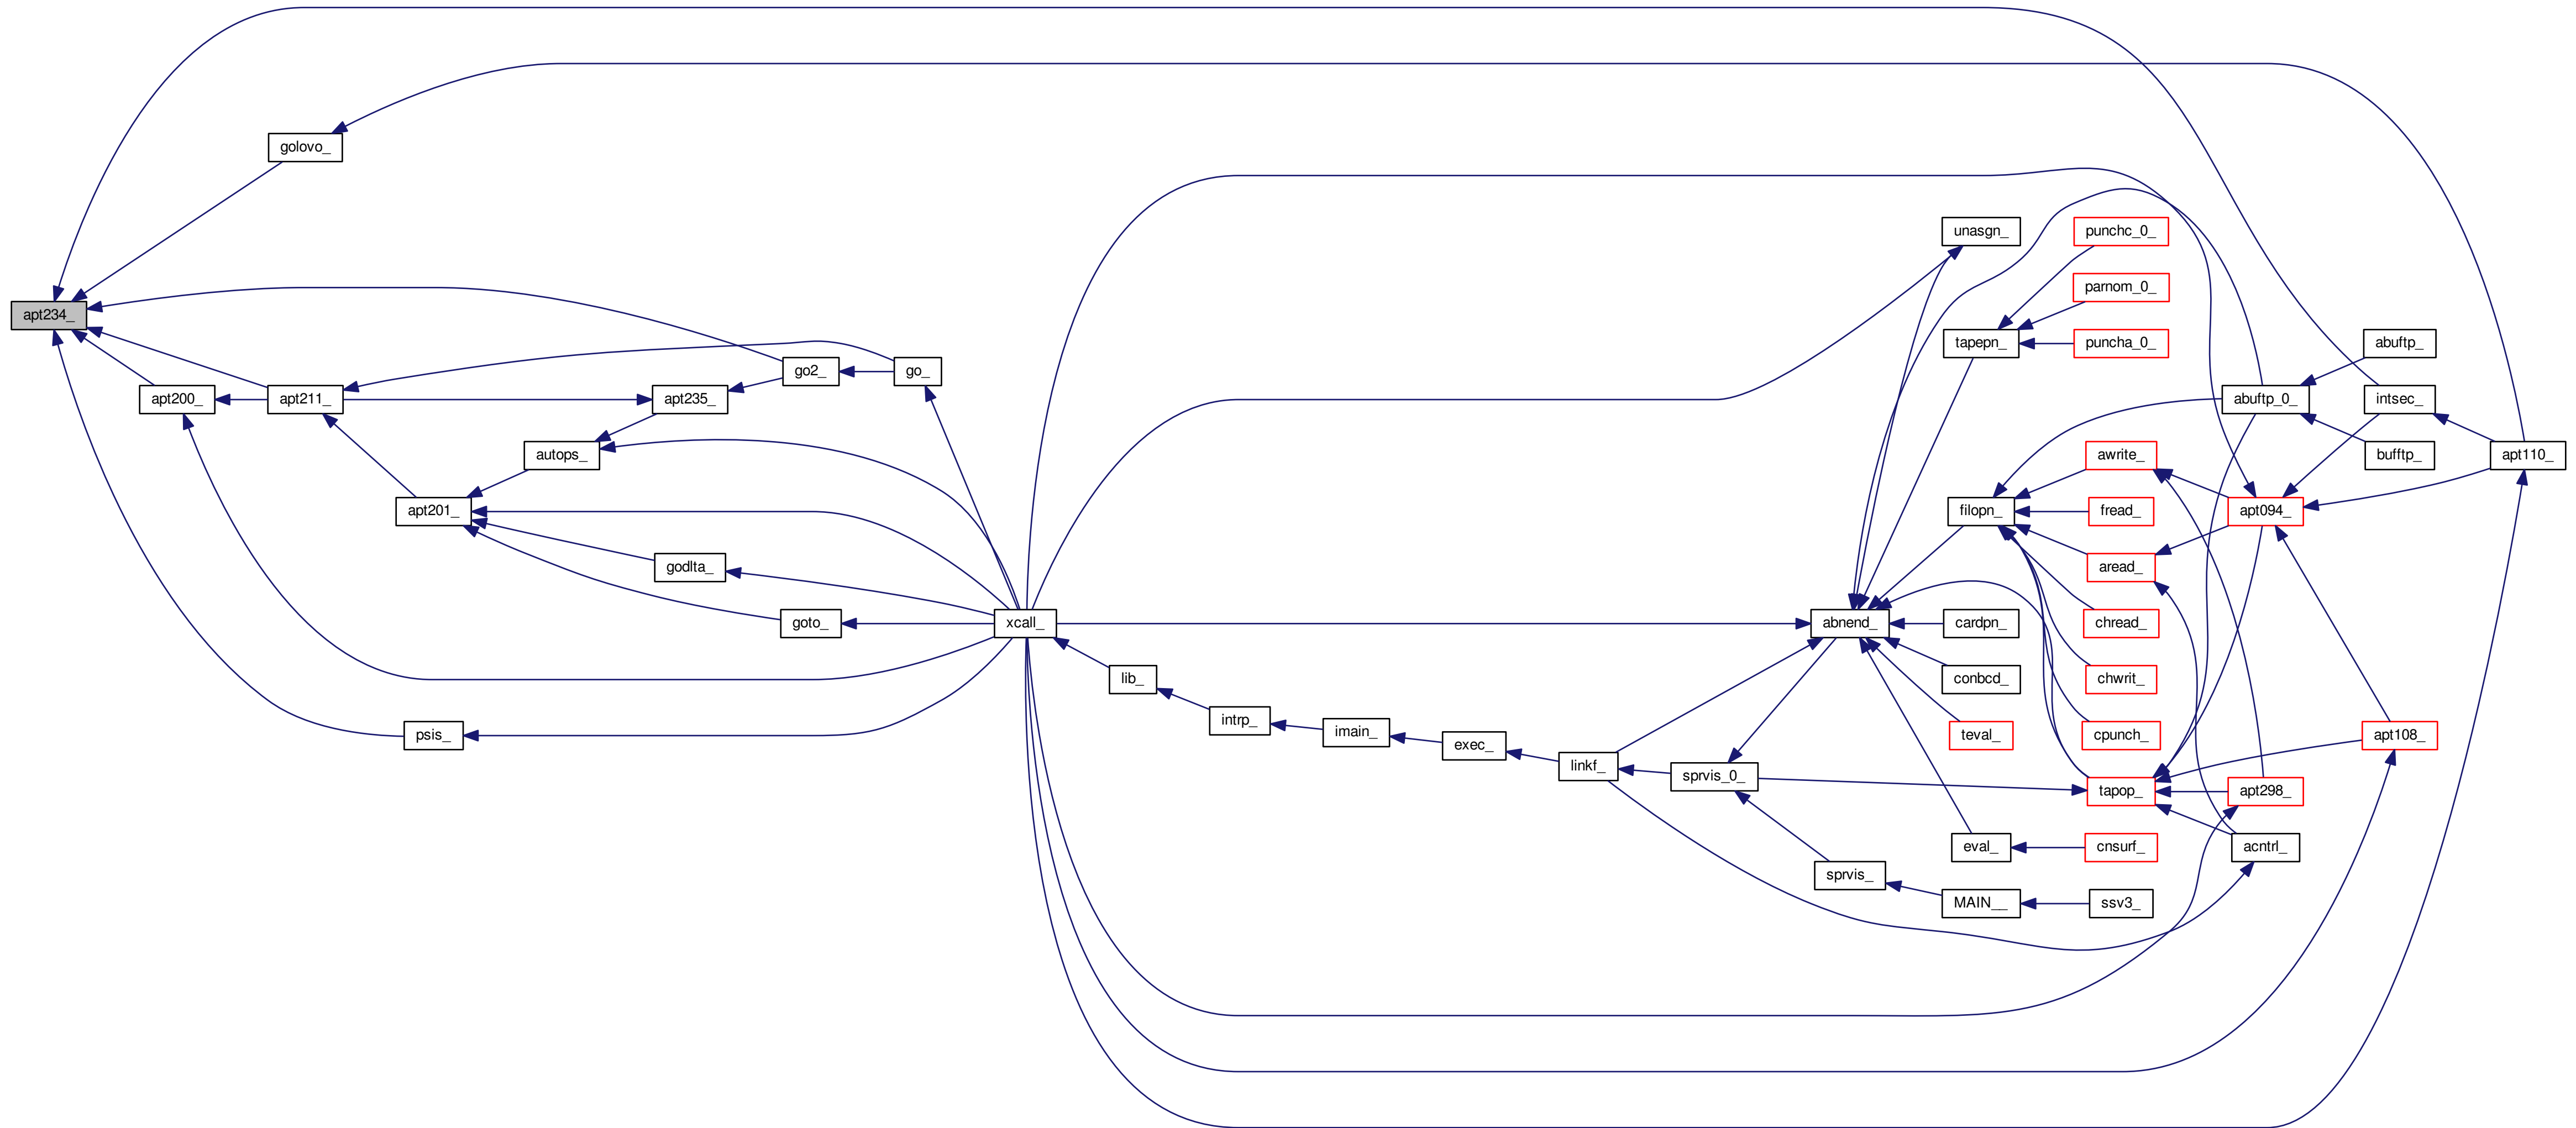 golovo_
unasgn_
punchc_0_
parnom_0_
apt234_
tapepn_
puncha_0_
abuftp_
go2_
go_
apt200_
apt211_
apt235_
abuftp_0_
intsec_
autops_
awrite_
bufftp_
apt110_
apt201_
filopn_
fread_
apt094_
godlta_
aread_
goto_
xcall_
abnend_
cardpn_
chread_
lib_
conbcd_
chwrit_
intrp_
imain_
psis_
exec_
teval_
cpunch_
apt108_
linkf_
sprvis_0_
tapop_
apt298_
eval_
cnsurf_
acntrl_
sprvis_
MAIN__
ssv3_